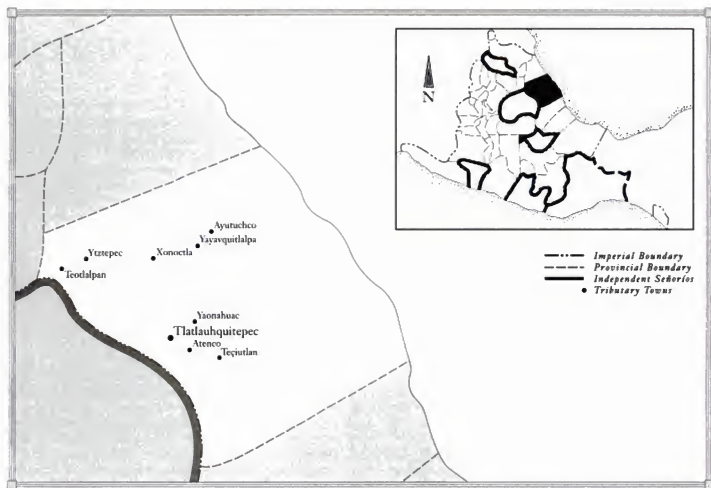 N
Imperial Boundary
Provincial Boundary
Independent Señoríos
Tributary Towns
Ayutuchco
Yayavquitlalpa
Ytztepec
Xonoctla
Teotlalpan
Yaonahuac
Tlatlauhquitepec
Atenco
Teçiutlan